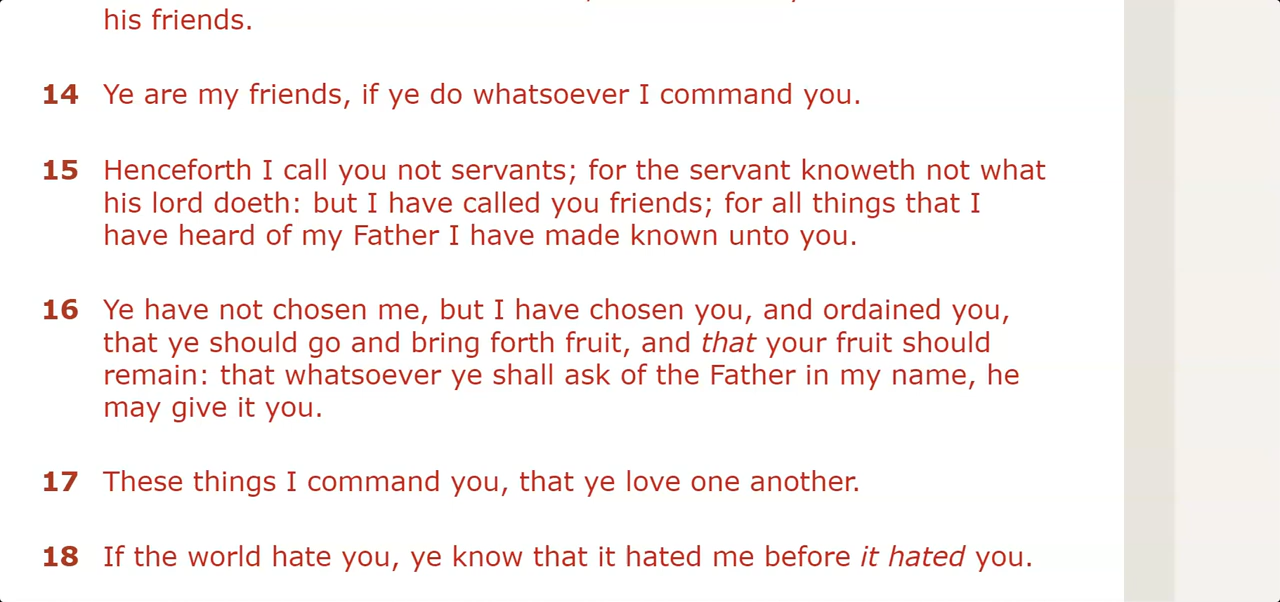 his friends.
14 Ye are my friends, if ye do whatsoever I command you.
15 Henceforth I call you not servants; for the servant knoweth not what
his lord doeth: but I have called you friends; for all things that I
have heard of my Father I have made known unto you.
16 Ye have not chosen me, but I have chosen you, and ordained you,
that ye should go and bring forth fruit, and that your fruit should
remain: that whatsoever ye shall ask of the Father in my name, he
may give it you.
17 These things I command you, that ye love one another.
18 If the world hate you, ye know that it hated me before it hated you.